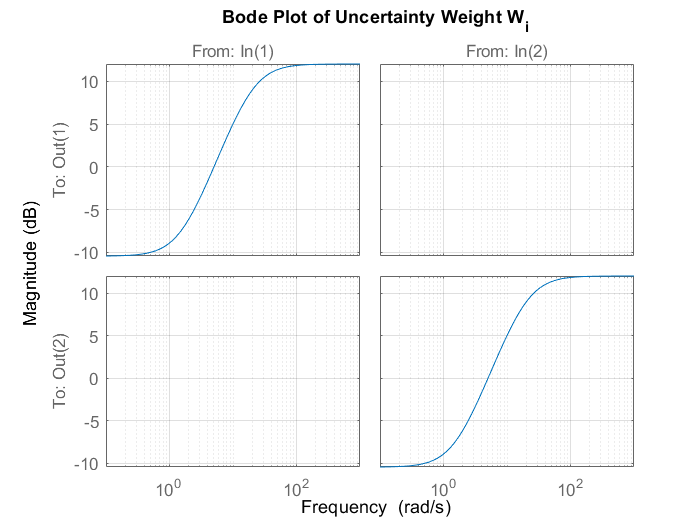 Bode Plot of Uncertainty Weight W_i
From: In(1) From: In(2)
Magnitude (dB)
To: Out(1)
10
5
0
-5
-10
To: Out(2)
10
5
0
-5
-10
10^0 10^2 10^0 10^2
Frequency (rad/s)